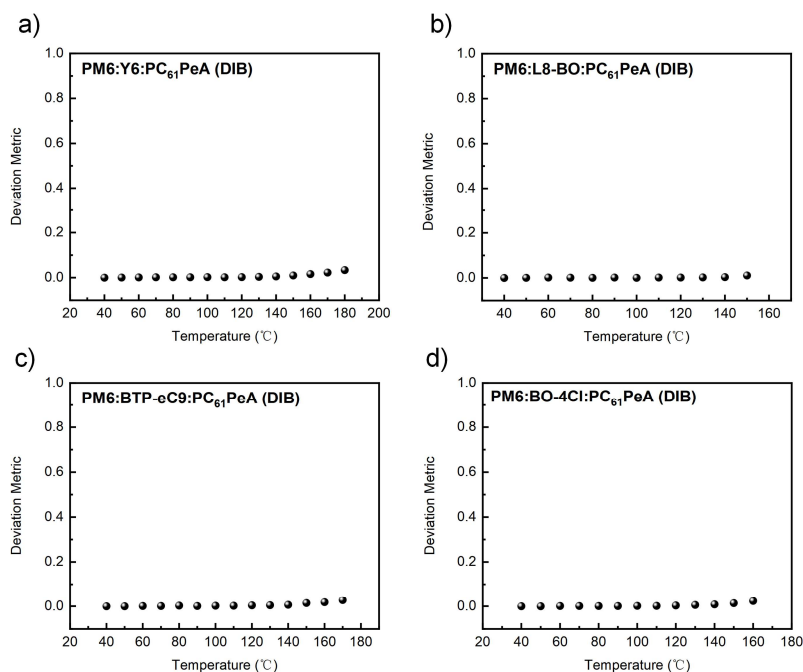 a)
PM6:Y6:PC61PeA (DIB)
1.0
0.8
0.6
0.4
0.2
0.0
Deviation Metric
20 40 60 80 100 120 140 160 180 200
Temperature (℃)
b)
PM6:L8-BO:PC61PeA (DIB)
1.0
0.8
0.6
0.4
0.2
0.0
Deviation Metric
40 60 80 100 120 140 160
Temperature (℃)
c)
PM6:BTP-eC9:PC61PeA (DIB)
1.0
0.8
0.6
0.4
0.2
0.0
Deviation Metric
20 40 60 80 100 120 140 160 180
Temperature (℃)
d)
PM6:BO-4Cl:PC61PeA (DIB)
1.0
0.8
0.6
0.4
0.2
0.0
Deviation Metric
20 40 60 80 100 120 140 160 180
Temperature (℃)